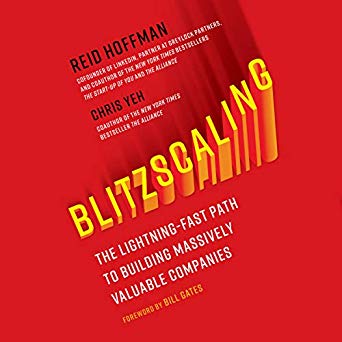 REID HOFFMAN
COFOUNDER OF LINKEDIN, PARTNER AT GREYLOCK PARTNERS,
AND COAUTHOR OF THE NEW YORK TIMES BESTSELLERS
THE START-UP OF YOU AND THE ALLIANCE
CHRIS YEH
COAUTHOR OF THE NEW YORK TIMES
BESTSELLER THE ALLIANCE
BLITZSCALING
THE LIGHTNING-FAST PATH
TO BUILDING MASSIVELY
VALUABLE COMPANIES
FOREWORD BY BILL GATES